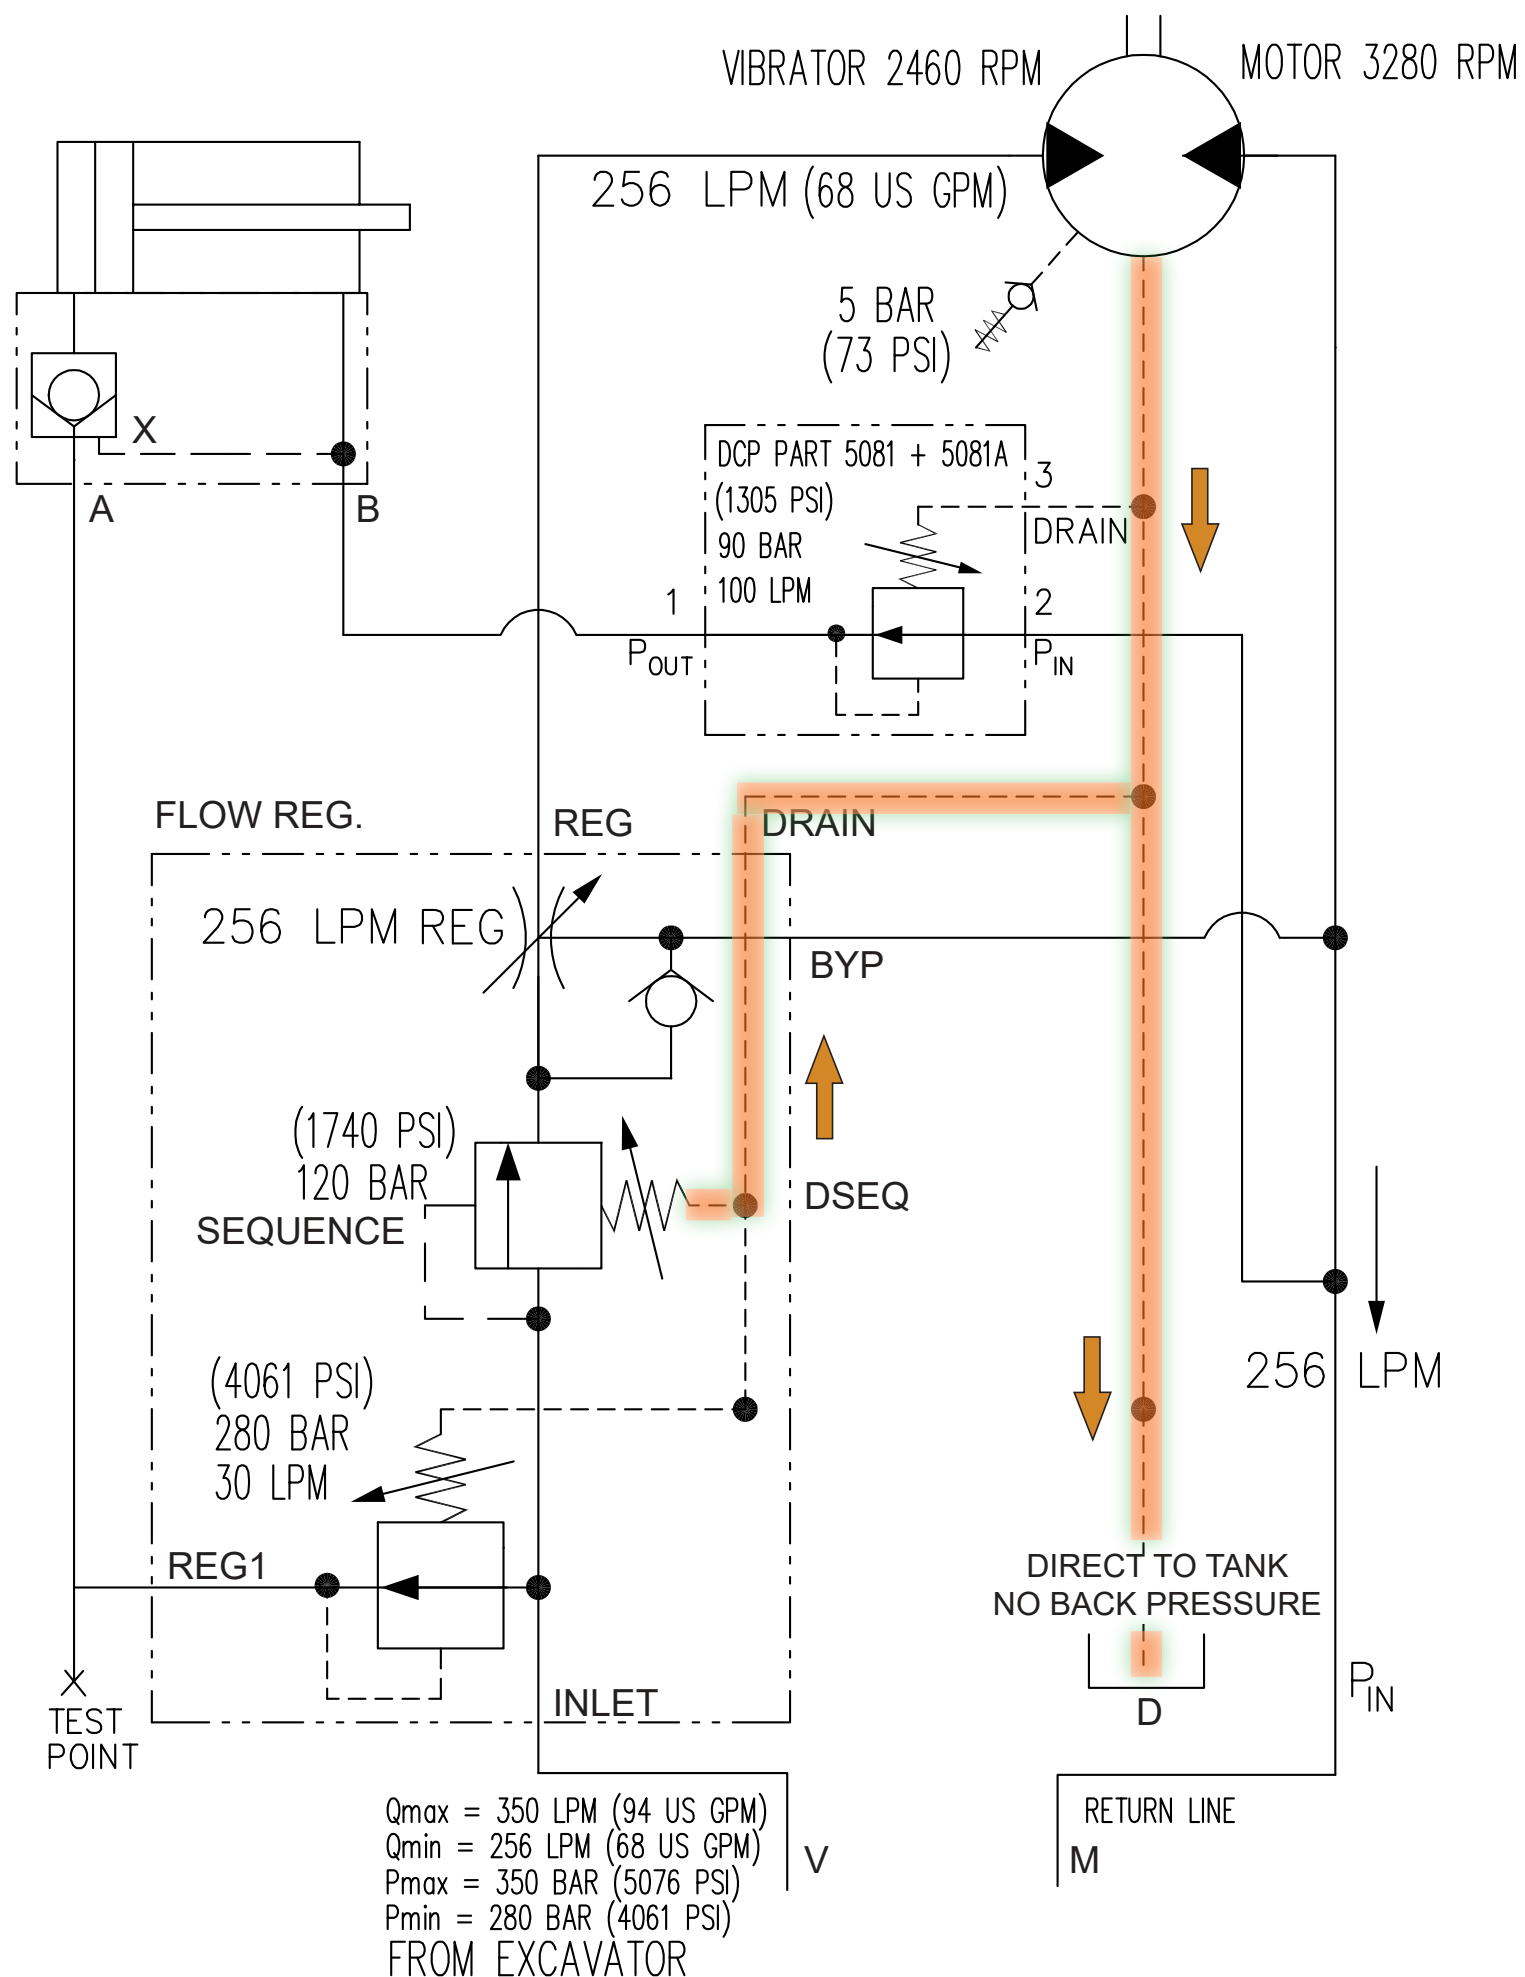 VIBRATOR 2460 RPM
MOTOR 3280 RPM
256 LPM (68 US GPM)
5 BAR
(73 PSI)
X
A
B
DCP PART 5081 + 5081A
(1305 PSI)
90 BAR
100 LPM
3
DRAIN
1
POUT
2
PIN
FLOW REG.
REG
DRAIN
256 LPM REG
BYP
(1740 PSI)
120 BAR
SEQUENCE
DSEQ
(4061 PSI)
280 BAR
30 LPM
256 LPM
REG1
DIRECT TO TANK
NO BACK PRESSURE
INLET
D
PIN
TEST
POINT
Qmax = 350 LPM (94 US GPM)
Qmin = 256 LPM (68 US GPM)
Pmax = 350 BAR (5076 PSI)
Pmin = 280 BAR (4061 PSI)
FROM EXCAVATOR
V
RETURN LINE
M